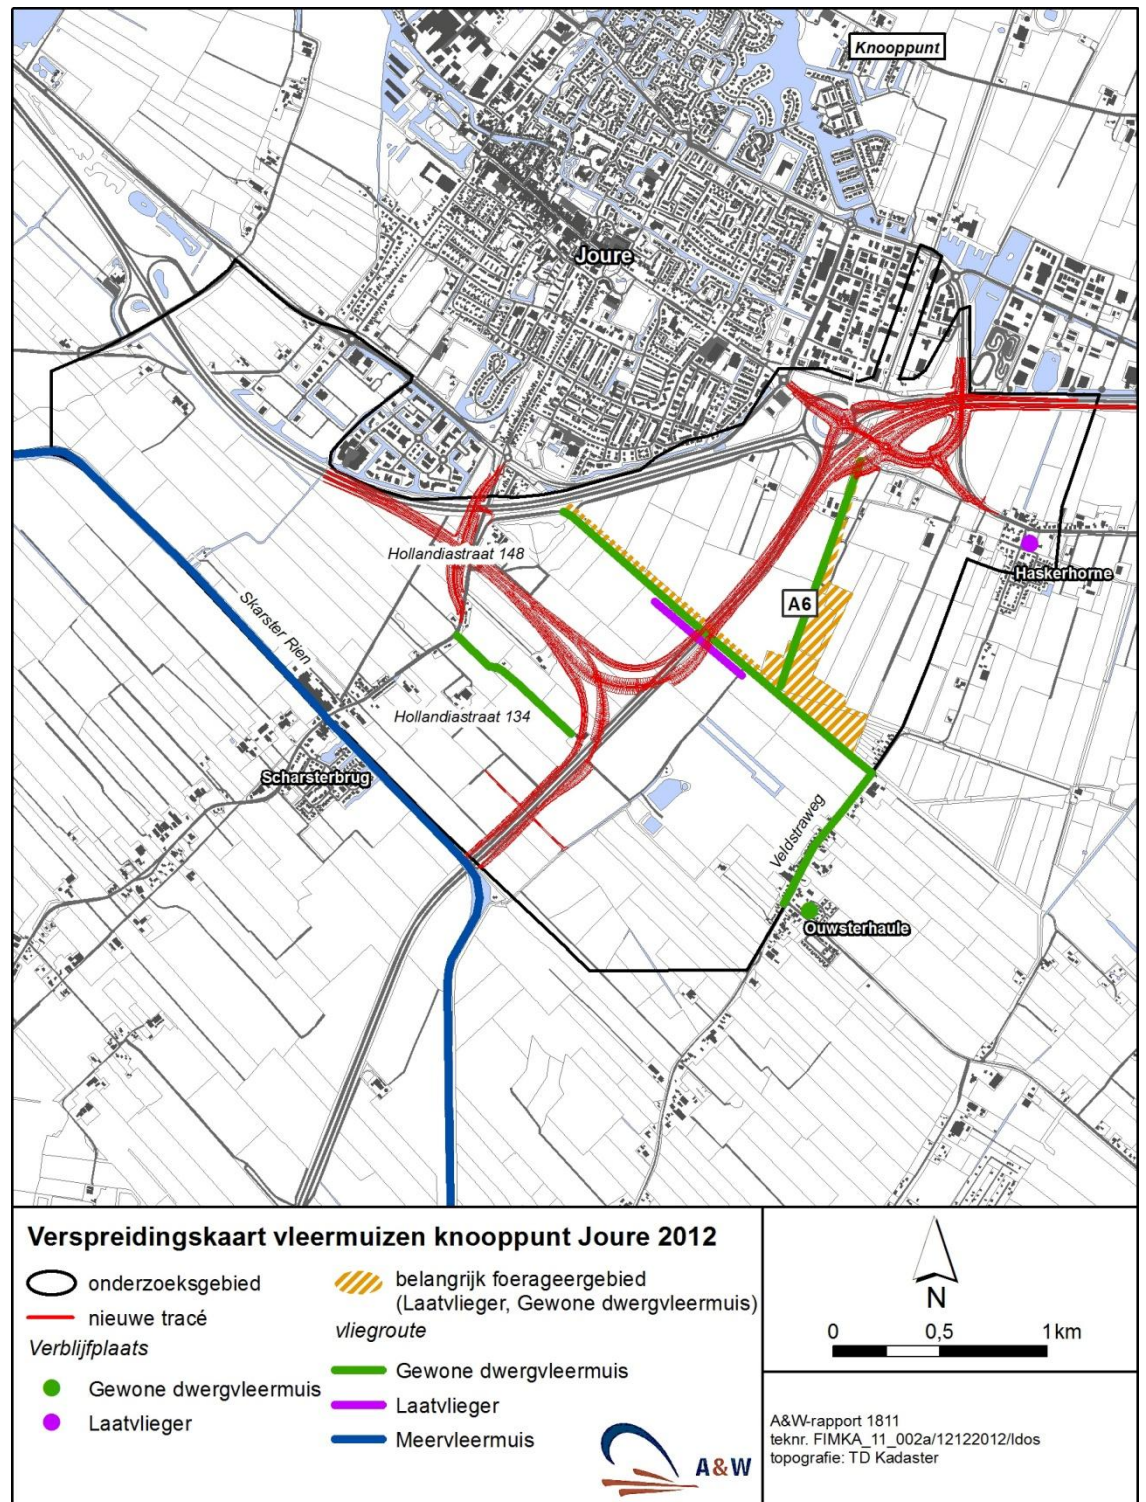 Knooppunt
Joure
Hollandiastraat 148
A6
Haskerhorne
Skarster Rien
Hollandiastraat 134
Scharsterbrug
Veldstraweg
Ouwsterhaule
Verspreidingskaart vleermuizen knooppunt Joure 2012
onderzoeksgebied
nieuwe tracé
Verblijfplaats
Gewone dwergvleermuis
Laatvlieger
belangrijk foerageergebied
(Laatvlieger, Gewone dwergvleermuis)
vliegroute
Gewone dwergvleermuis
Laatvlieger
Meervleermuis
A&W
N
0 0,5 1 km
A&W-rapport 1811
teknr. FIMKA_11_002a/12122012/ldos
topografie: TD Kadaster